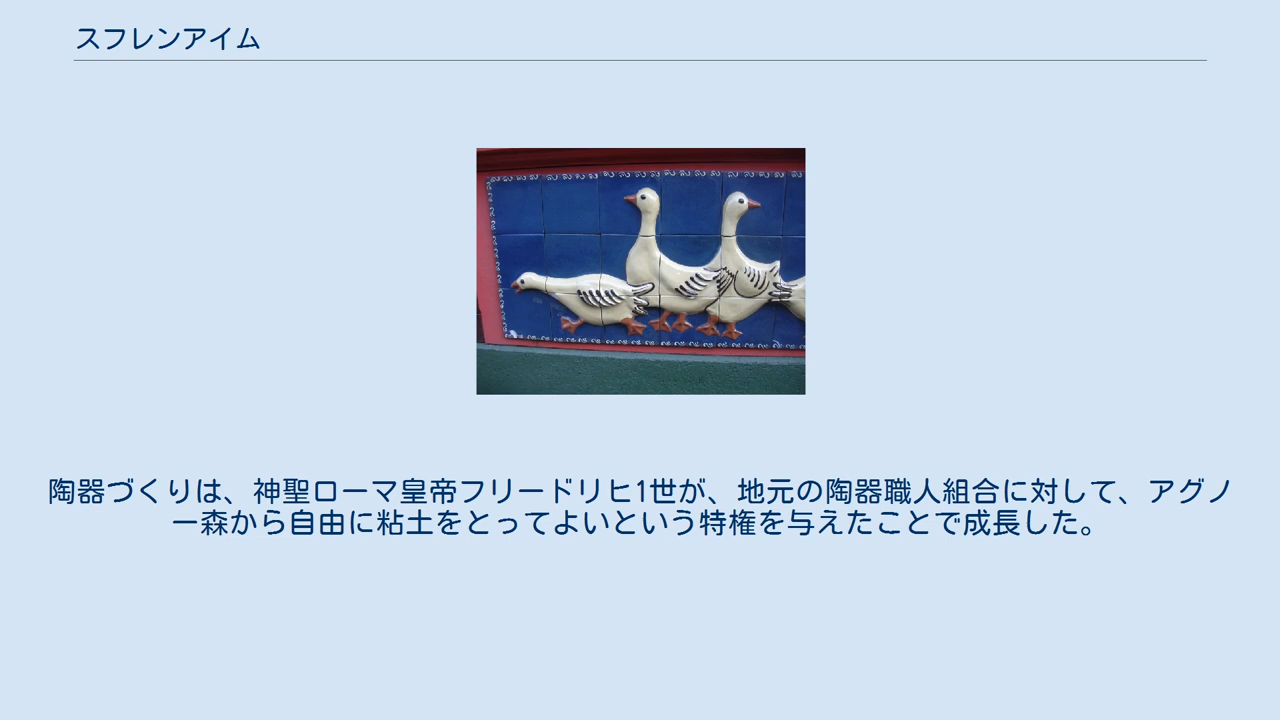 スフレンアイム
陶器づくりは、神聖ローマ皇帝フリードリヒ1世が、地元の陶器職人組合に対して、アグノ
ー森から自由に粘土をとってよいという特権を与えたことで成長した。